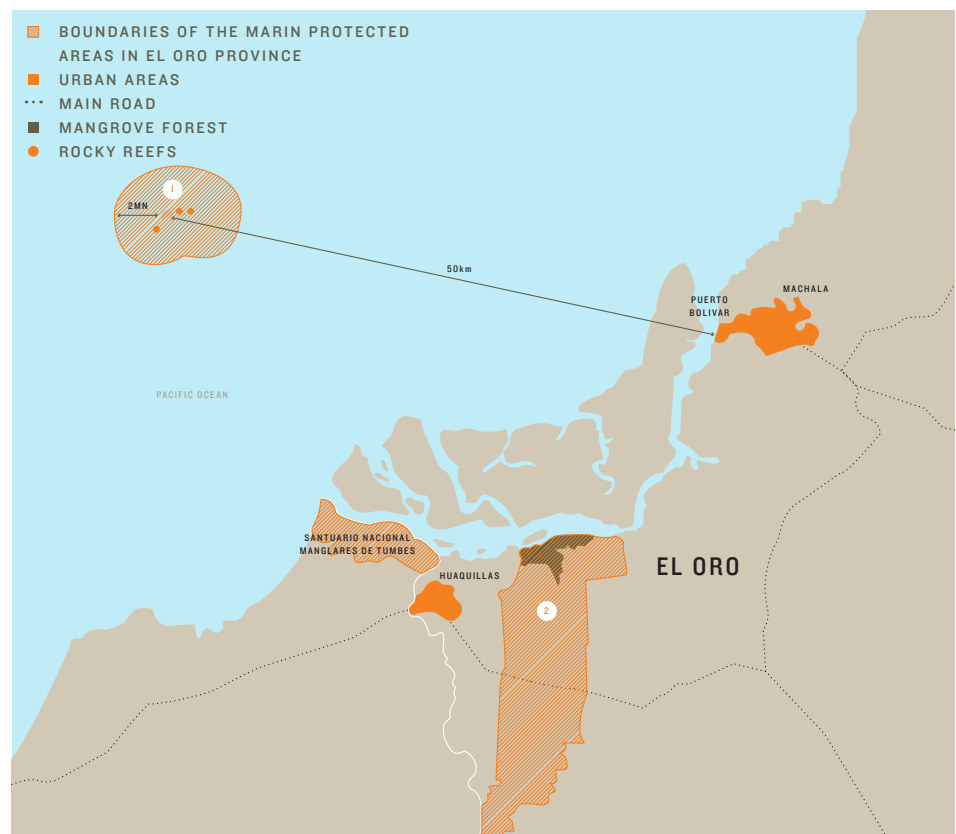 BOUNDARIES OF THE MARIN PROTECTED
AREAS IN EL ORO PROVINCE
URBAN AREAS
MAIN ROAD
MANGROVE FOREST
ROCKY REEFS
1
2MN
50km
PUERTO
BOLIVAR
MACHALA
PACIFIC OCEAN
SANTUARIO NACIONAL
MANGLARES DE TUMBES
HUAQUILLAS
EL ORO
2